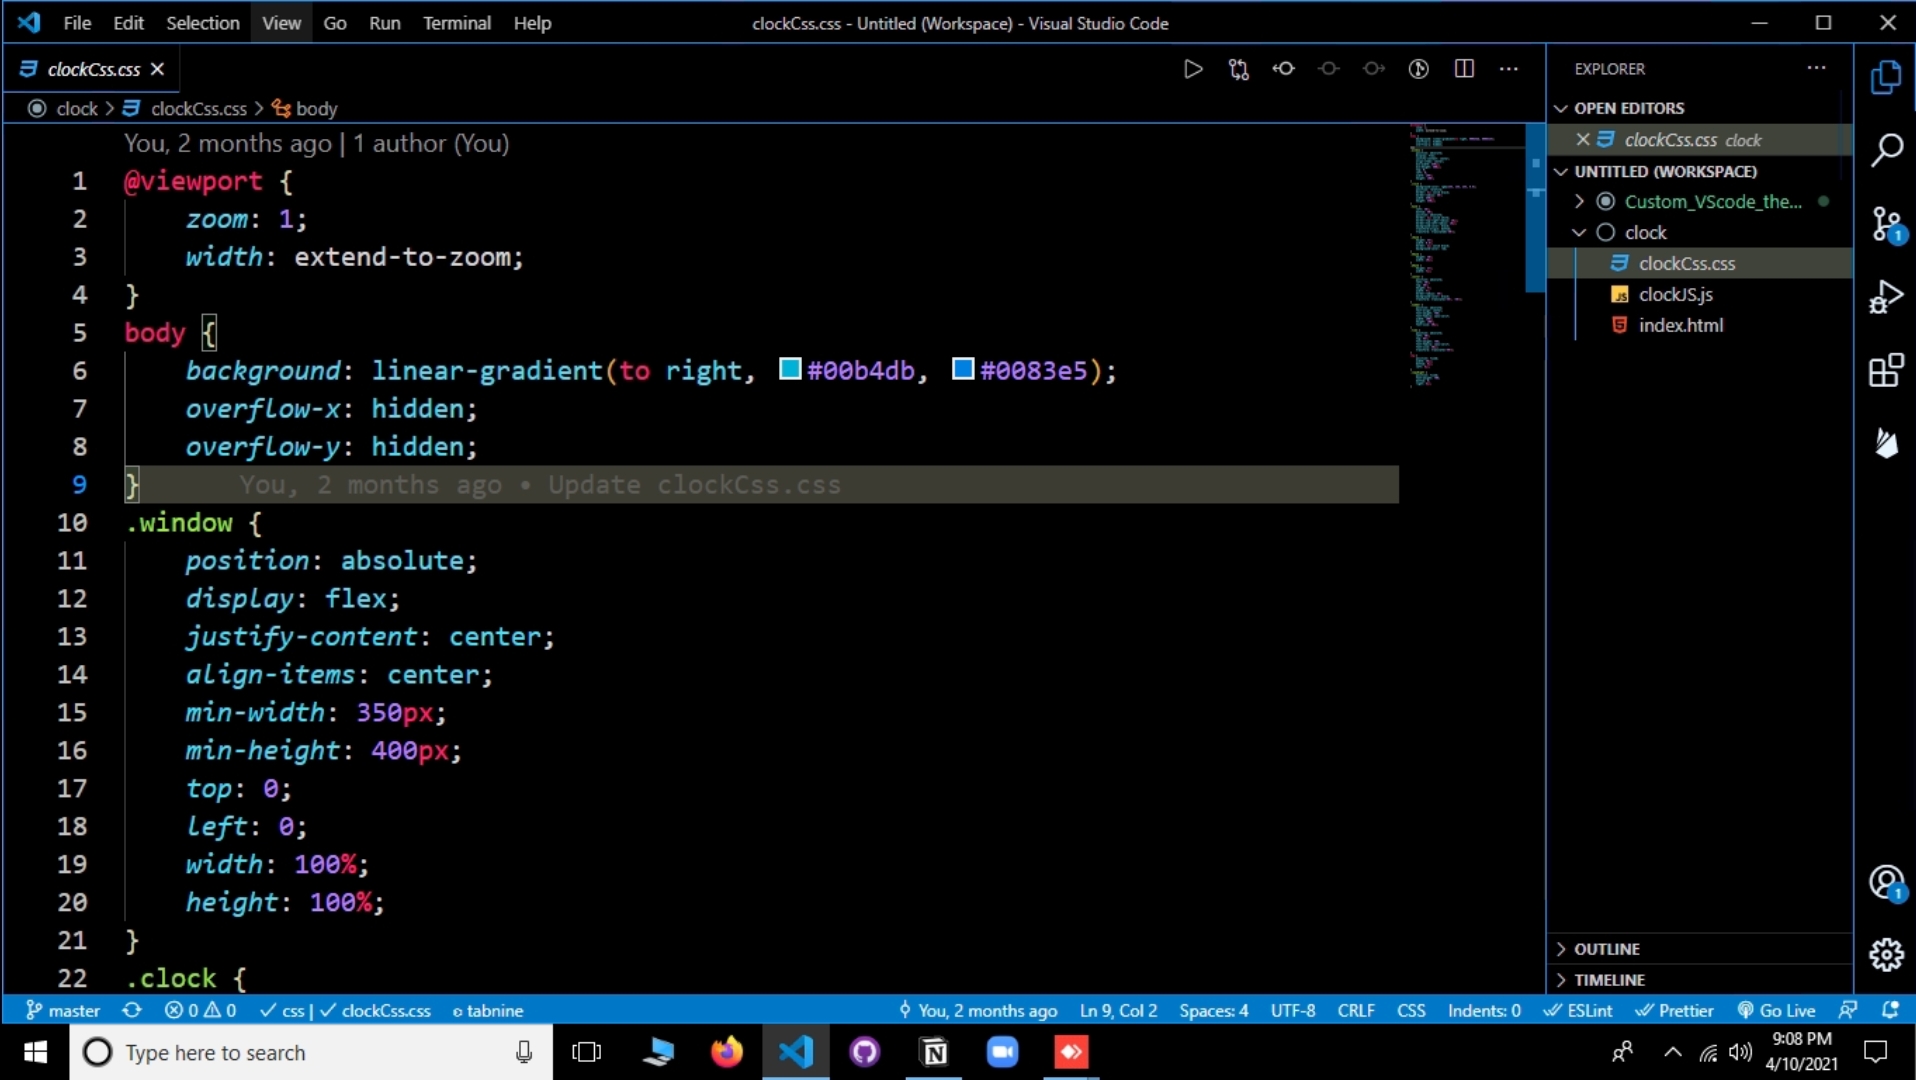 File Edit Selection View Go Run Terminal Help
clockCss.css - Untitled (Workspace) - Visual Studio Code
clockCss.css
clock > clockCss.css > body
You, 2 months ago | 1 author (You)
1 @viewport {
2 zoom: 1;
3 width: extend-to-zoom;
4 }
5 body {
6 background: linear-gradient(to right, #00b4db, #0083e5);
7 overflow-x: hidden;
8 overflow-y: hidden;
9 } You, 2 months ago • Update clockCss.css
10 .window {
11 position: absolute;
12 display: flex;
13 justify-content: center;
14 align-items: center;
15 min-width: 350px;
16 min-height: 400px;
17 top: 0;
18 left: 0;
19 width: 100%;
20 height: 100%;
21 }
22 .clock {
EXPLORER
OPEN EDITORS
clockCss.css clock
UNTITLED (WORKSPACE)
Custom_VScode_the...
clock
clockCss.css
JS clockJS.js
index.html
OUTLINE
TIMELINE
1
1
master 0 0 css | clockCss.css tabnine
You, 2 months ago Ln 9, Col 2 Spaces: 4 UTF-8 CRLF CSS Indents: 0 ESLint Prettier Go Live
Type here to search
9:08 PM
4/10/2021